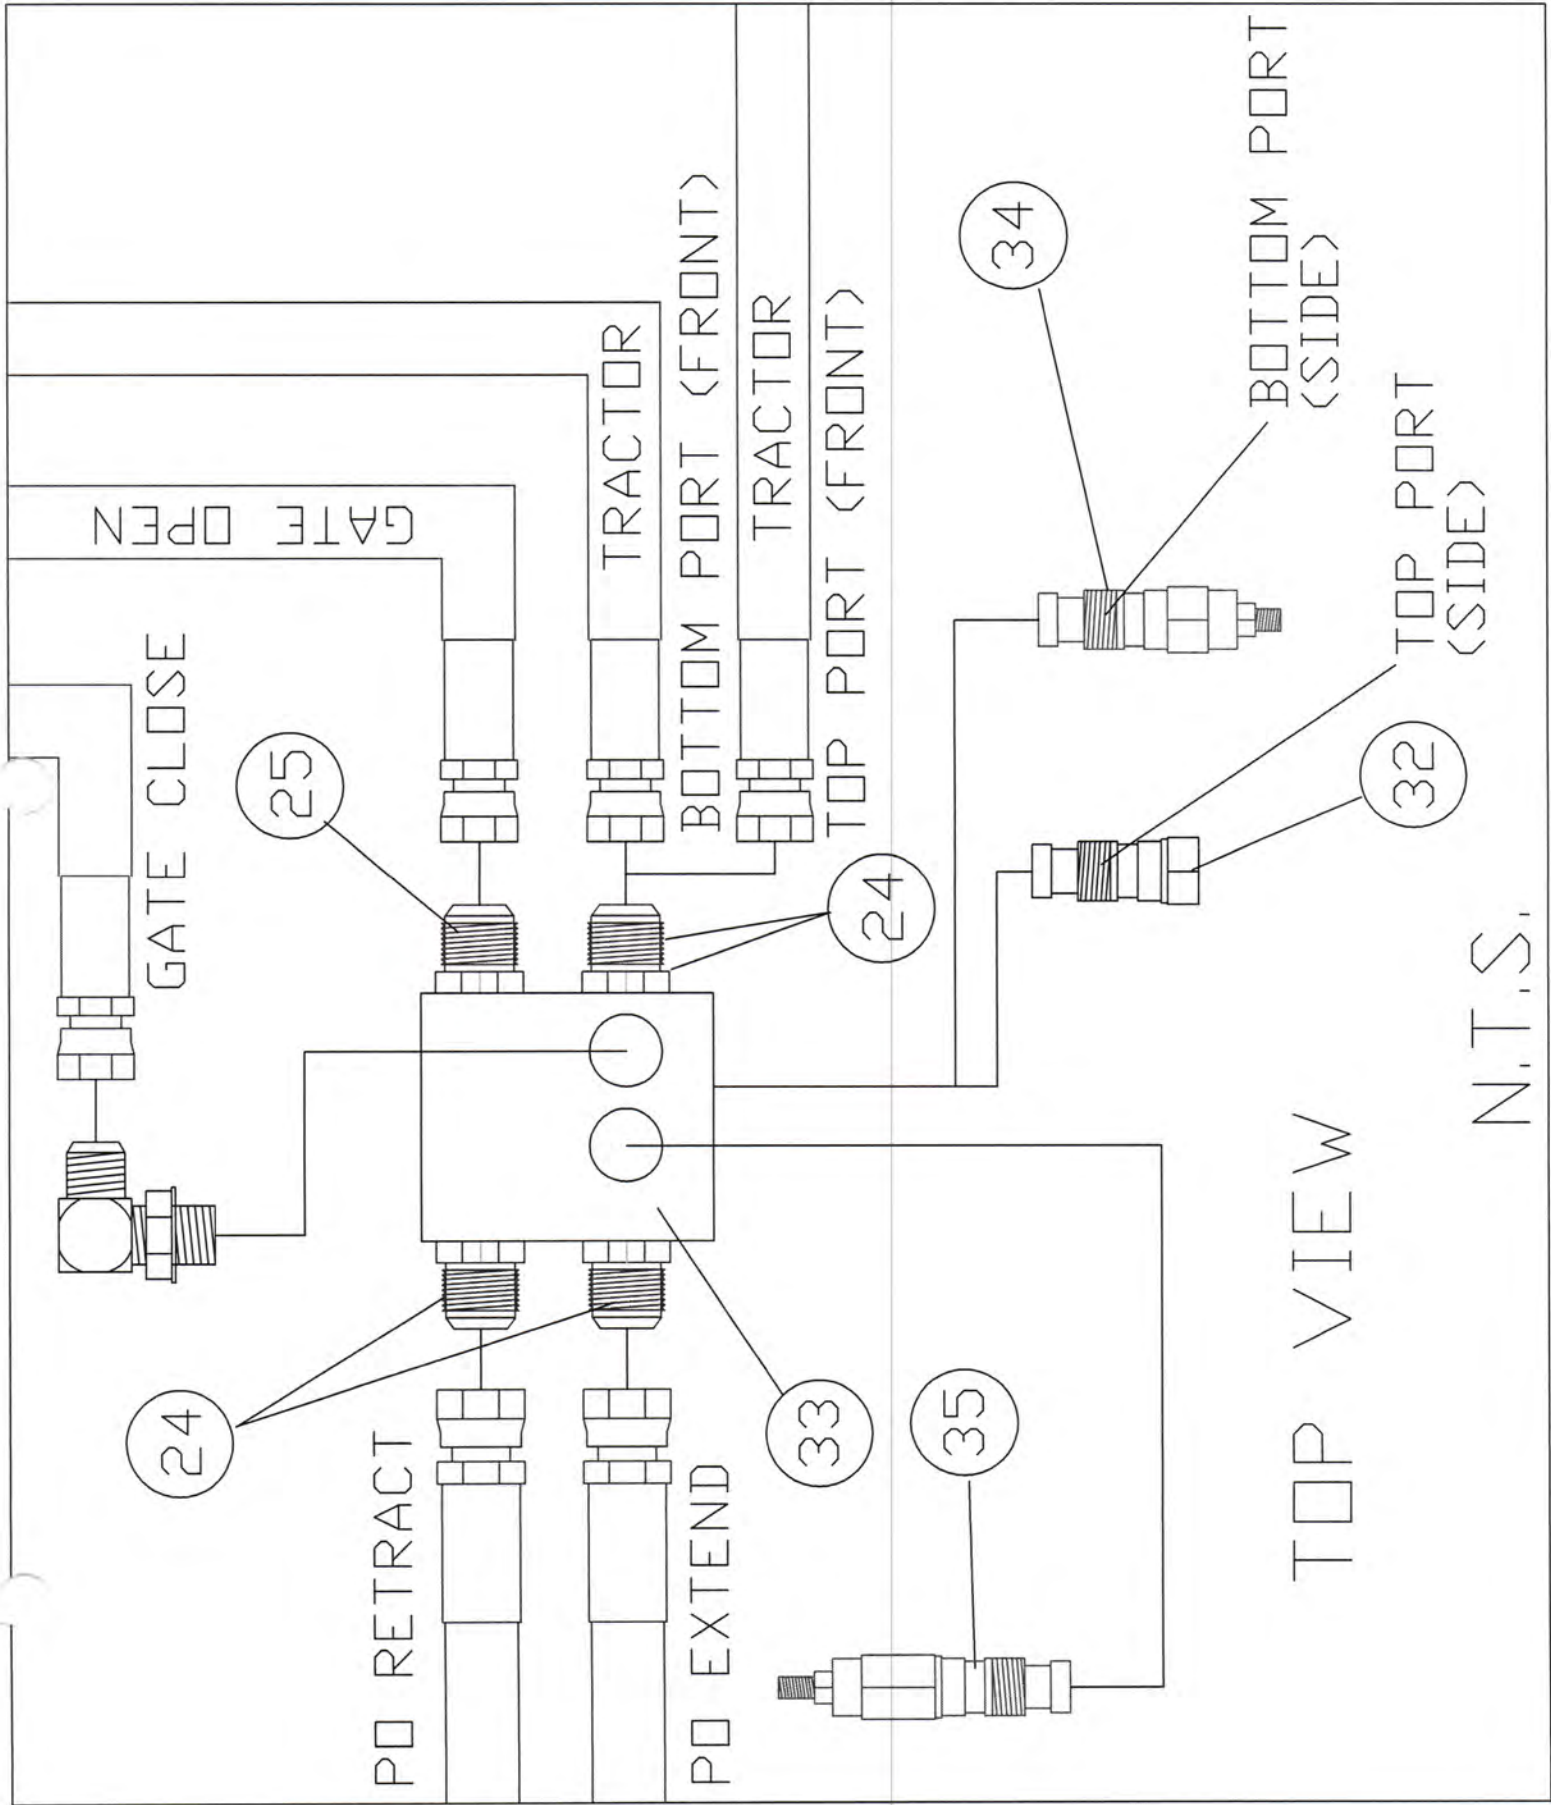 GATE CLOSE
GATE OPEN
25
TRACTOR
BOTTOM PORT (FRONT)
TRACTOR
TOP PORT (FRONT)
24
34
BOTTOM PORT
(SIDE)
TOP PORT
(SIDE)
32
24
PO RETRACT
PO EXTEND
33
35
TOP VIEW
N.T.S.